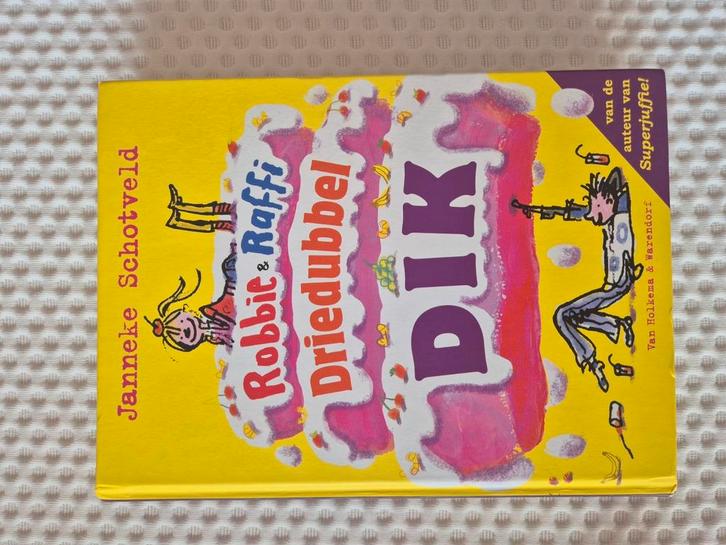 Janneke Schotveld
Robbie & Raffi
Driedubbel
DIK
van de
auteur van
Superjuffie!
Van Holkema & Warendorf